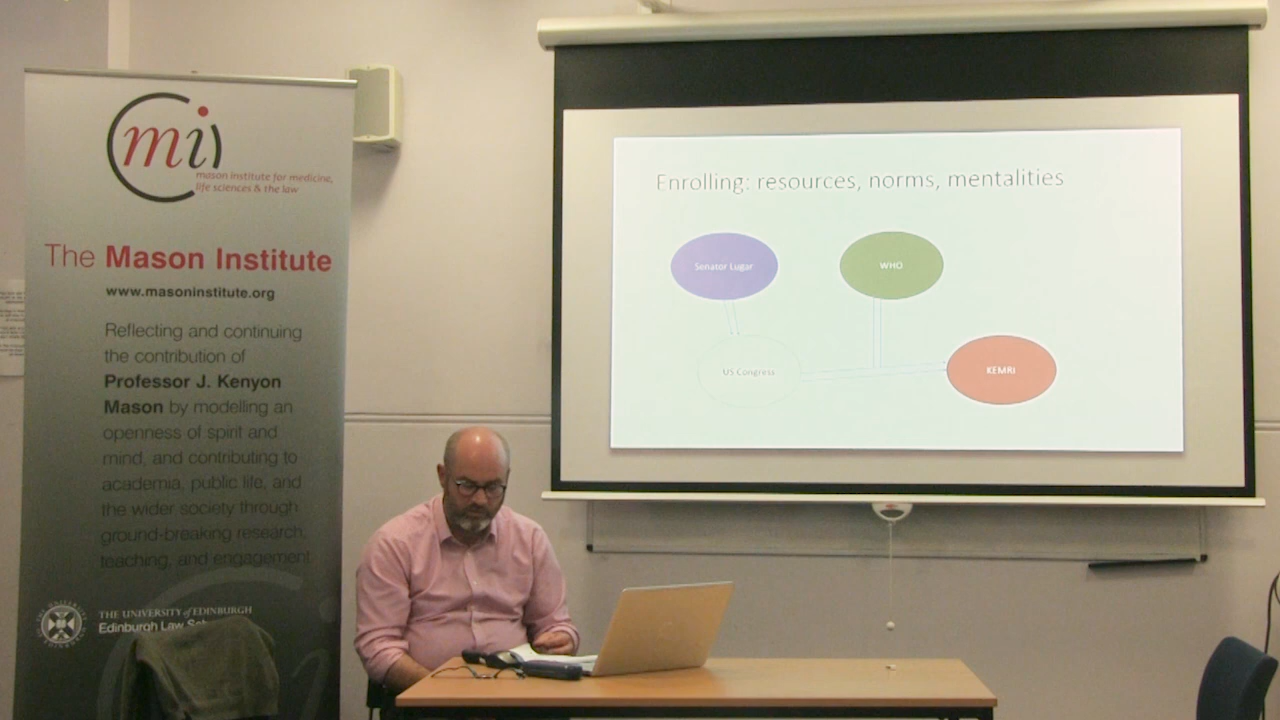 mi
mason institute for medicine,
life sciences & the law
The Mason Institute
www.masoninstitute.org
Reflecting and continuing
the contribution of
Professor J. Kenyon
Mason by modelling an
openness of spirit and
mind, and contributing to
academia, public life, and
the wider society through
ground-breaking research,
teaching, and engagement
THE UNIVERSITY of EDINBURGH
Edinburgh Law
Enrolling: resources, norms, mentalities
Senator Lugar
WHO
US Congress
KEMRI